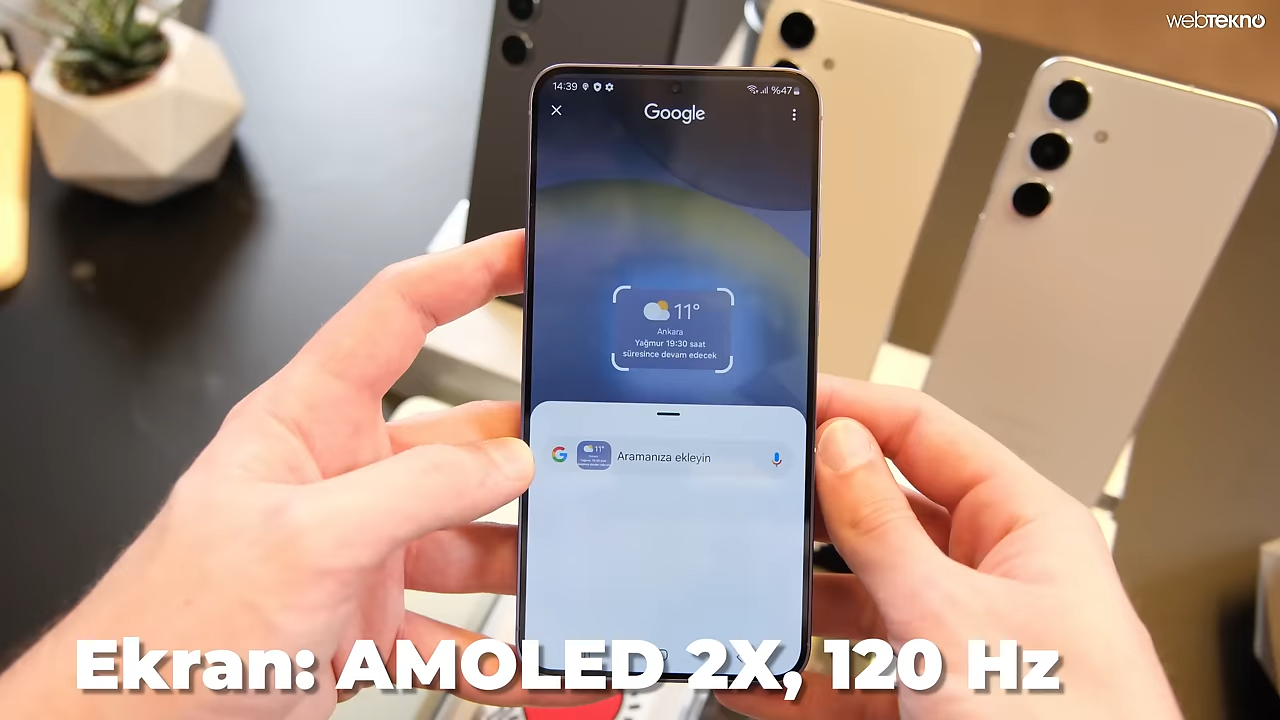 webtekno
14:39
%47
Google
11°
Ankara
Yağmur 19:30 saat
süresince devam edecek
11°
Aramanıza ekleyin
Ekran: AMOLED 2X, 120 Hz